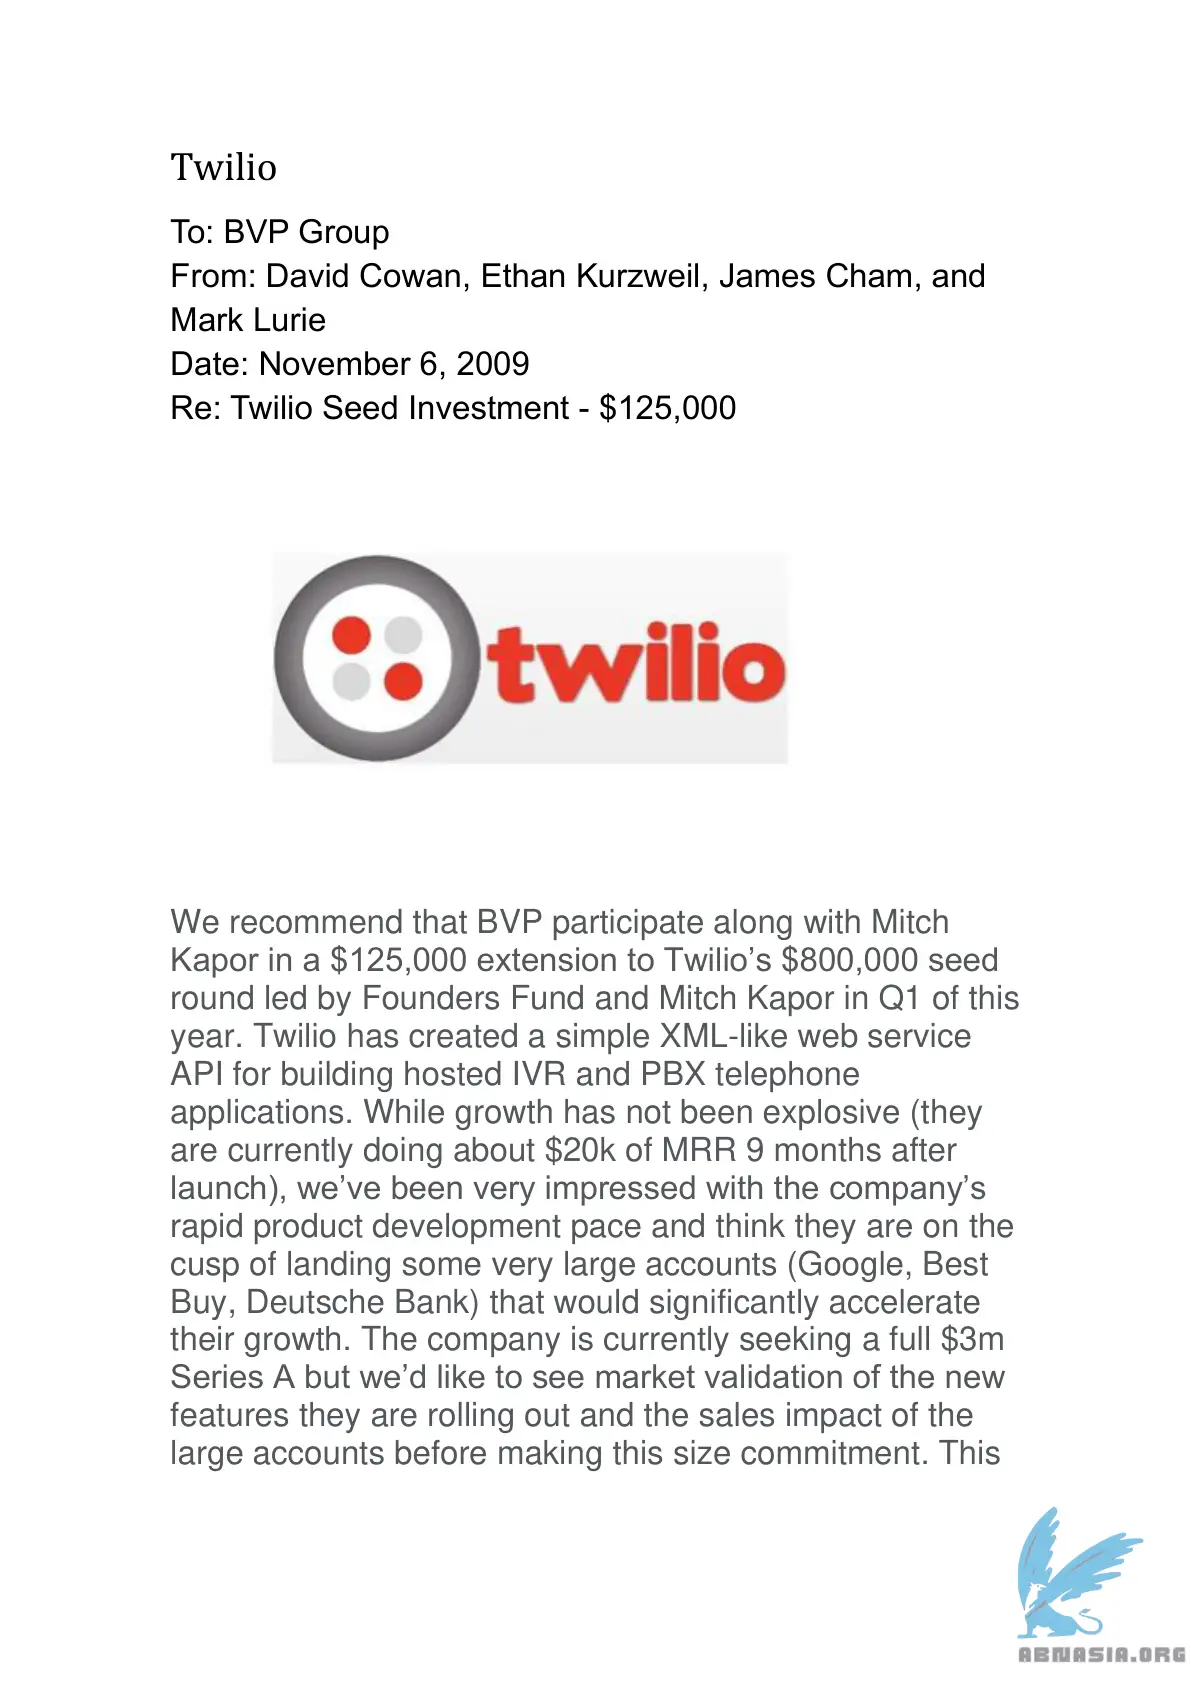 Twilio
To: BVP Group
From: David Cowan, Ethan Kurzweil, James Cham, and
Mark Lurie
Date: November 6, 2009
Re: Twilio Seed Investment - $125,000
twilio
We recommend that BVP participate along with Mitch
Kapor in a $125,000 extension to Twilio’s $800,000 seed
round led by Founders Fund and Mitch Kapor in Q1 of this
year. Twilio has created a simple XML-like web service
API for building hosted IVR and PBX telephone
applications. While growth has not been explosive (they
are currently doing about $20k of MRR 9 months after
launch), we’ve been very impressed with the company’s
rapid product development pace and think they are on the
cusp of landing some very large accounts (Google, Best
Buy, Deutsche Bank) that would significantly accelerate
their growth. The company is currently seeking a full $3m
Series A but we’d like to see market validation of the new
features they are rolling out and the sales impact of the
large accounts before making this size commitment. This
ABNASIA.ORG